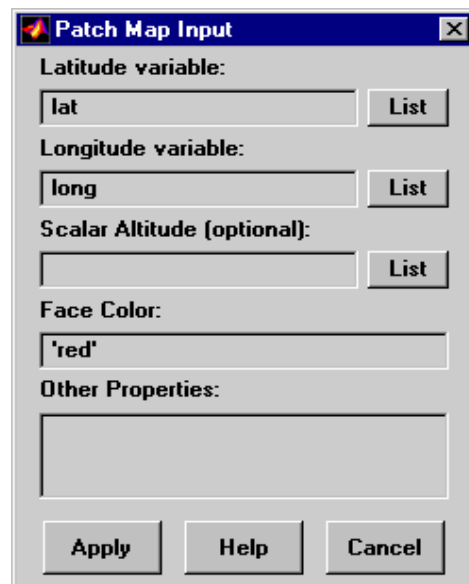 Patch Map Input
Latitude variable:
lat List
Longitude variable:
long List
Scalar Altitude (optional):
List
Face Color:
'red'
Other Properties:
Apply Help Cancel